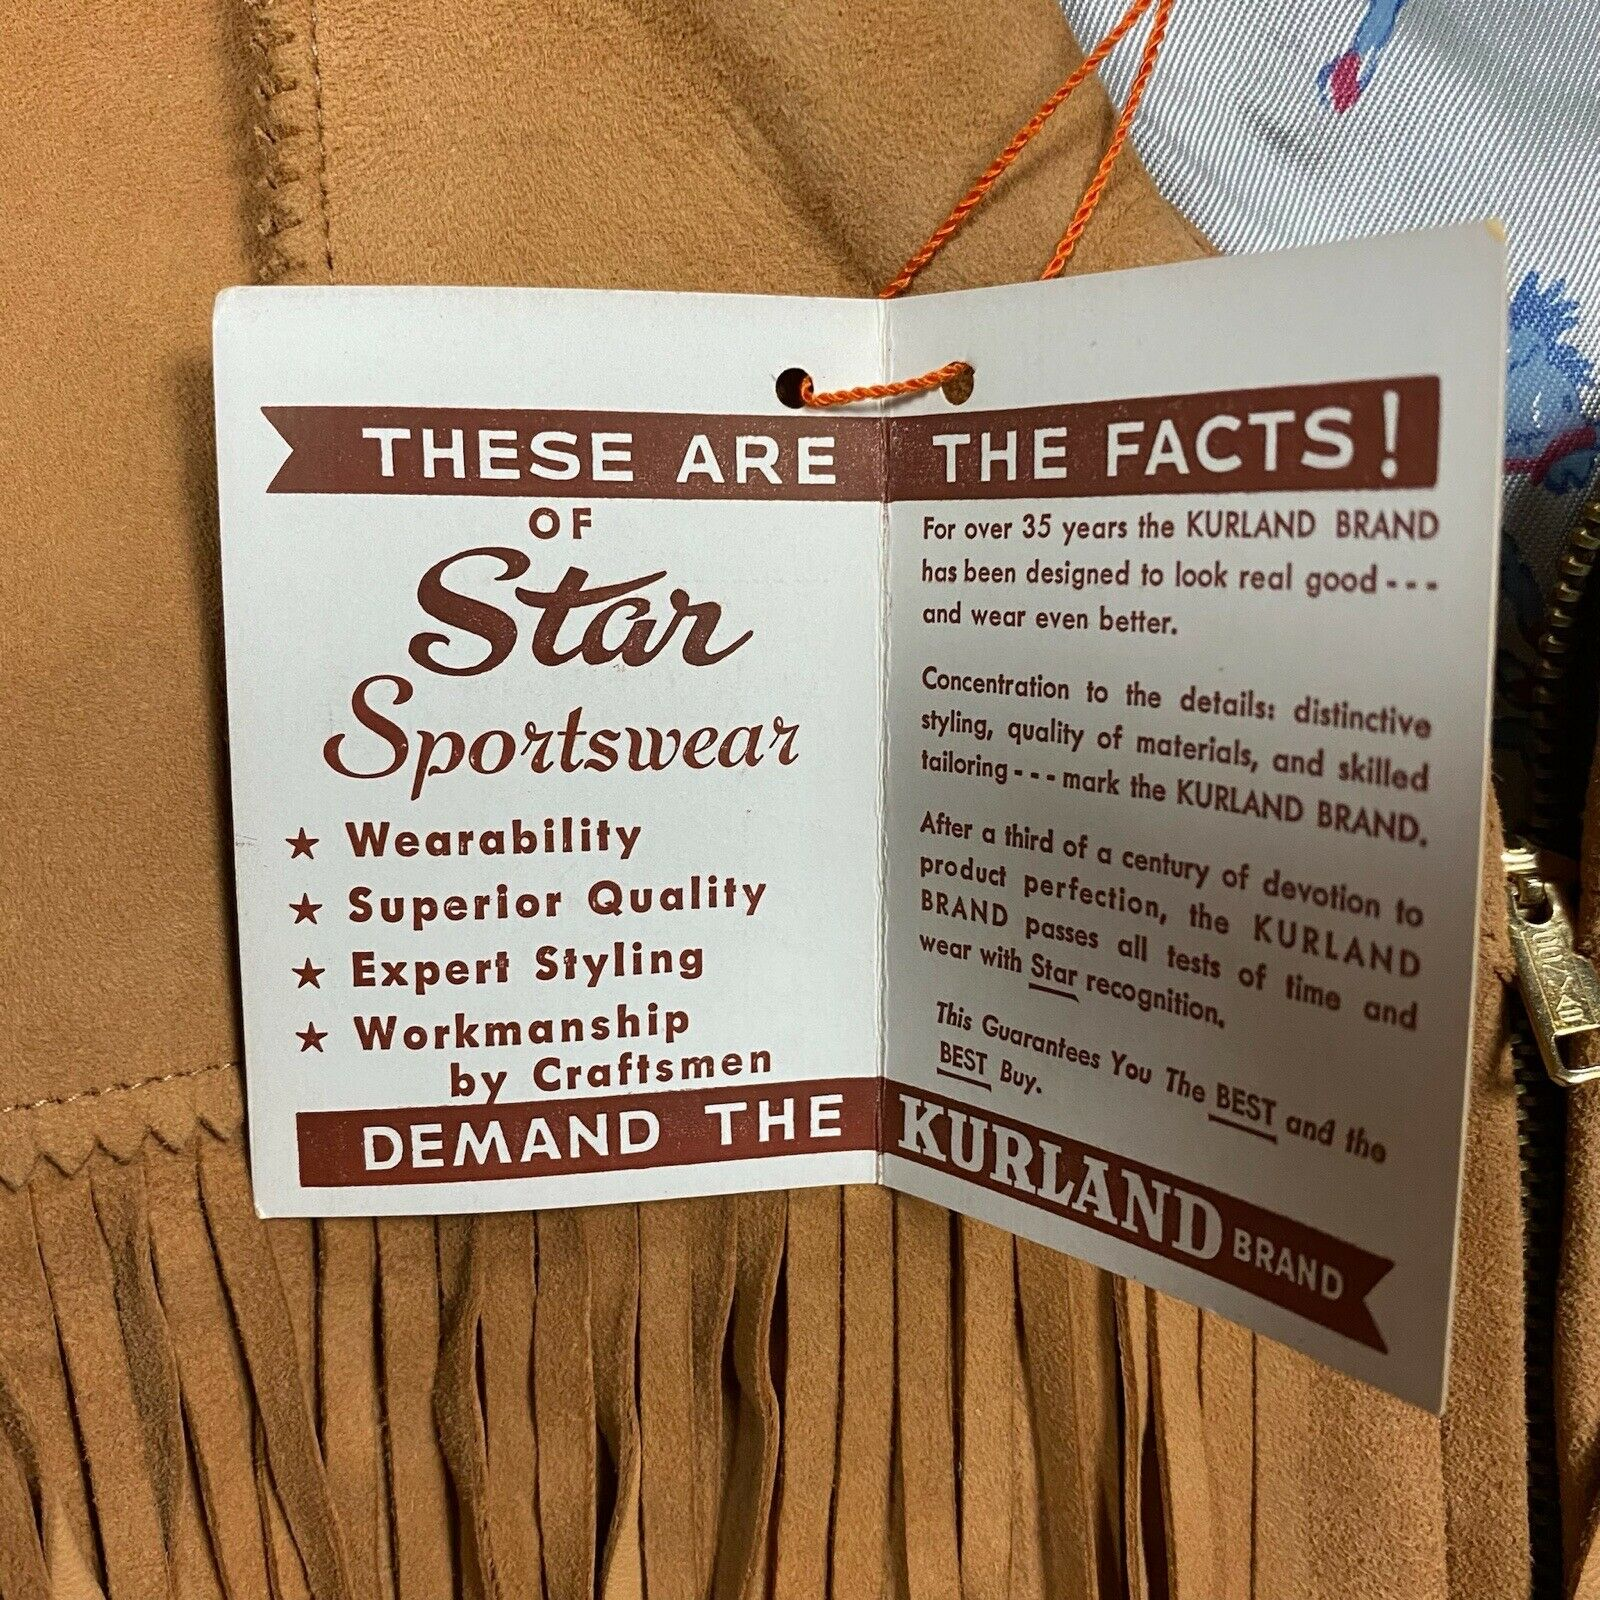 THESE ARE THE FACTS!
OF
Star
Sportswear
★ Wearability
★ Superior Quality
★ Expert Styling
★ Workmanship
by Craftsmen
For over 35 years the KURLAND BRAND
has been designed to look real good ---
and wear even better.
Concentration to the details: distinctive
styling, quality of materials, and skilled
tailoring --- mark the KURLAND BRAND.
After a third of a century of devotion to
product perfection, the KURLAND
BRAND passes all tests of time and
wear with Star recognition.
This Guarantees You The BEST and the
BEST Buy.
DEMAND THE KURLAND BRAND